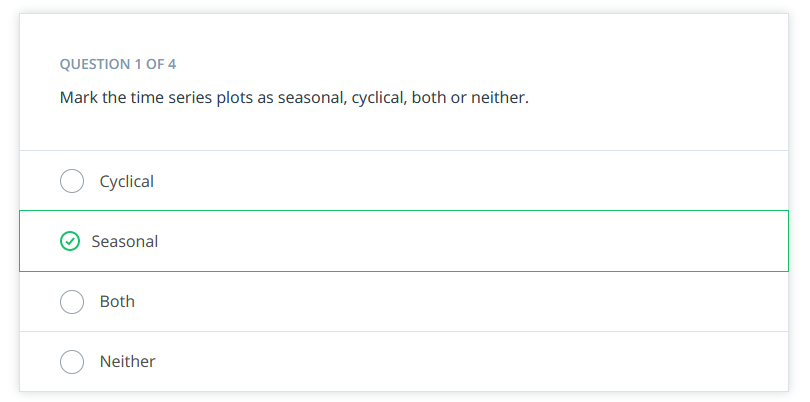 QUESTION 1 OF 4
Mark the time series plots as seasonal, cyclical, both or neither.
Cyclical
Seasonal
Both
Neither